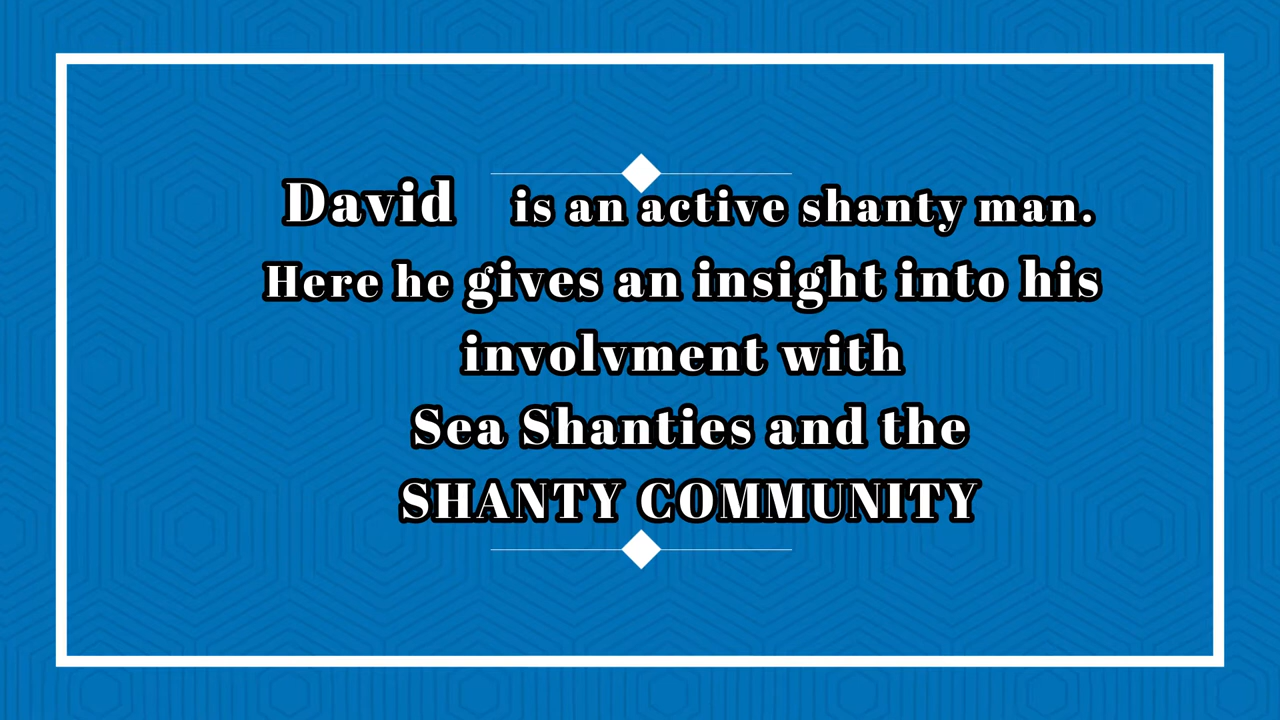 David is an active shanty man.
Here he gives an insight into his
involvment with
Sea Shanties and the
SHANTY COMMUNITY